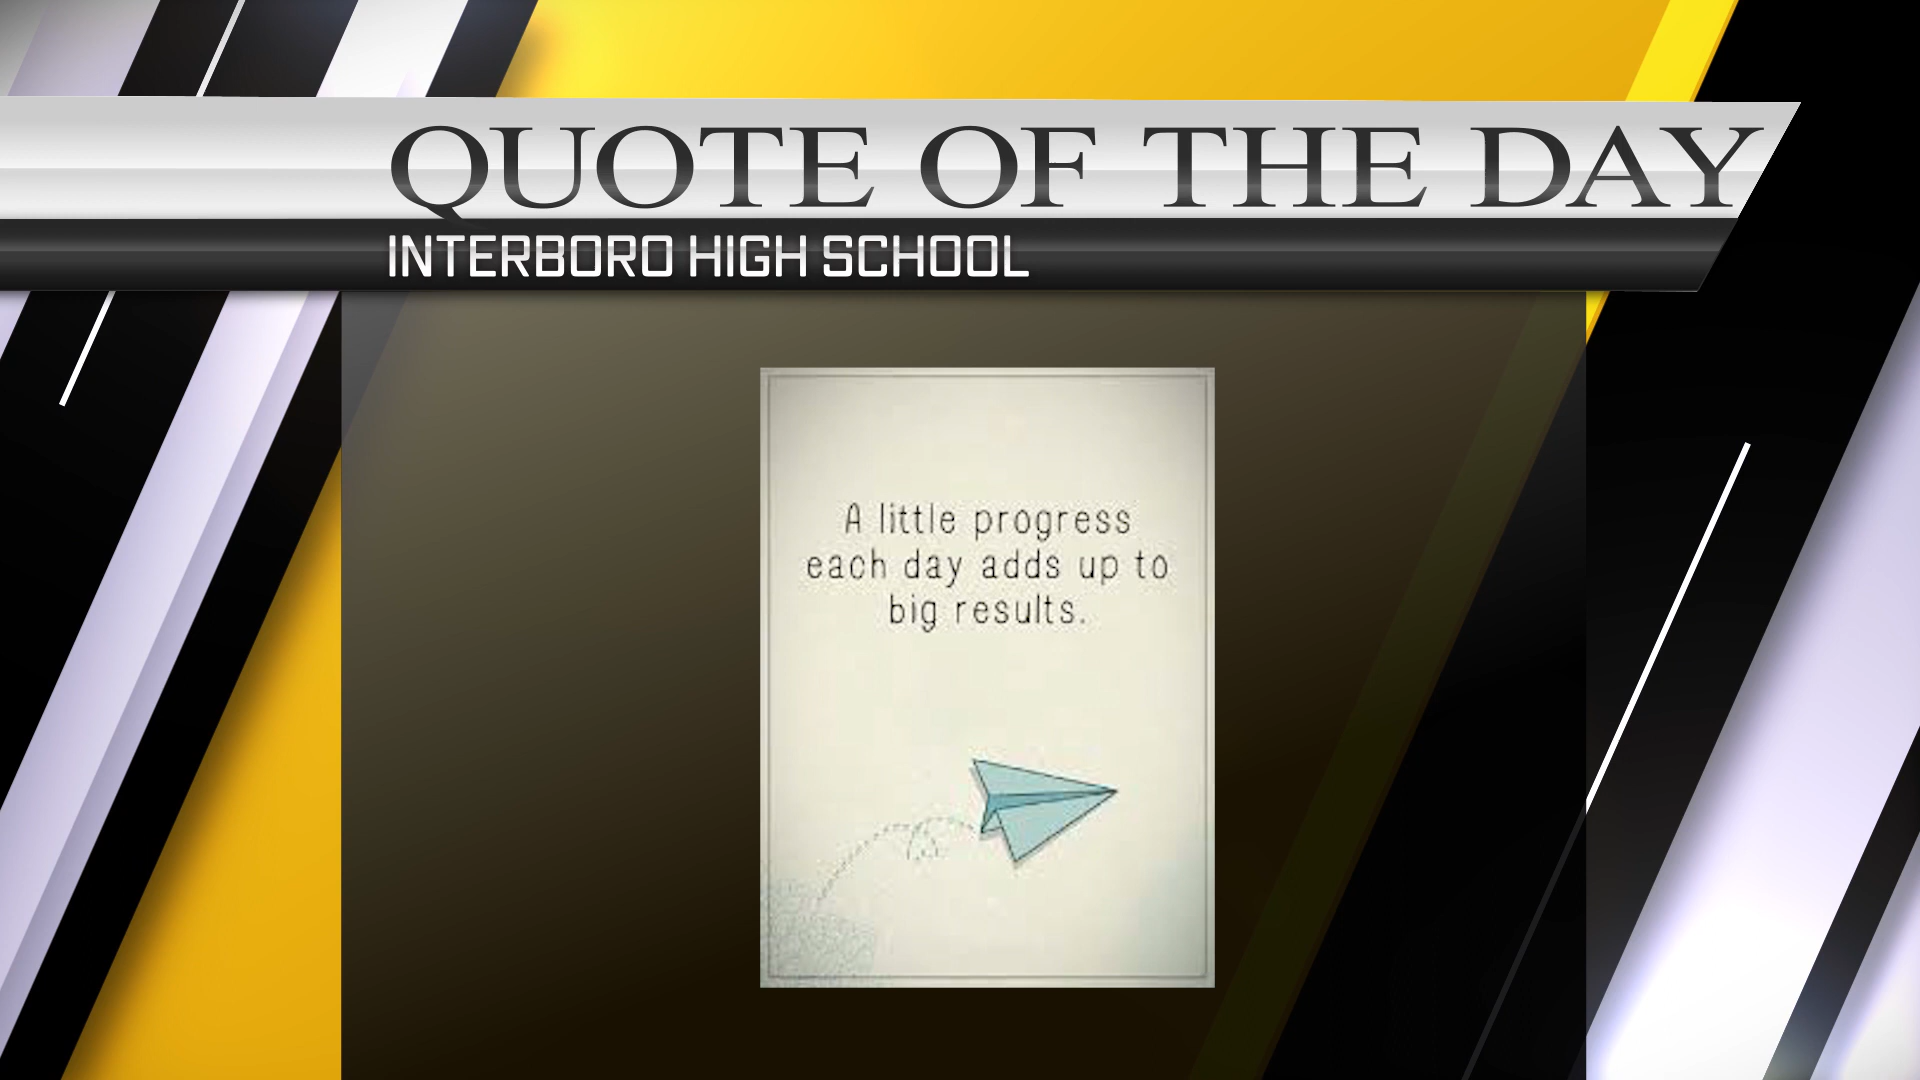 QUOTE OF THE DAY
INTERBORO HIGH SCHOOL
A little progress
each day adds up to
big results.